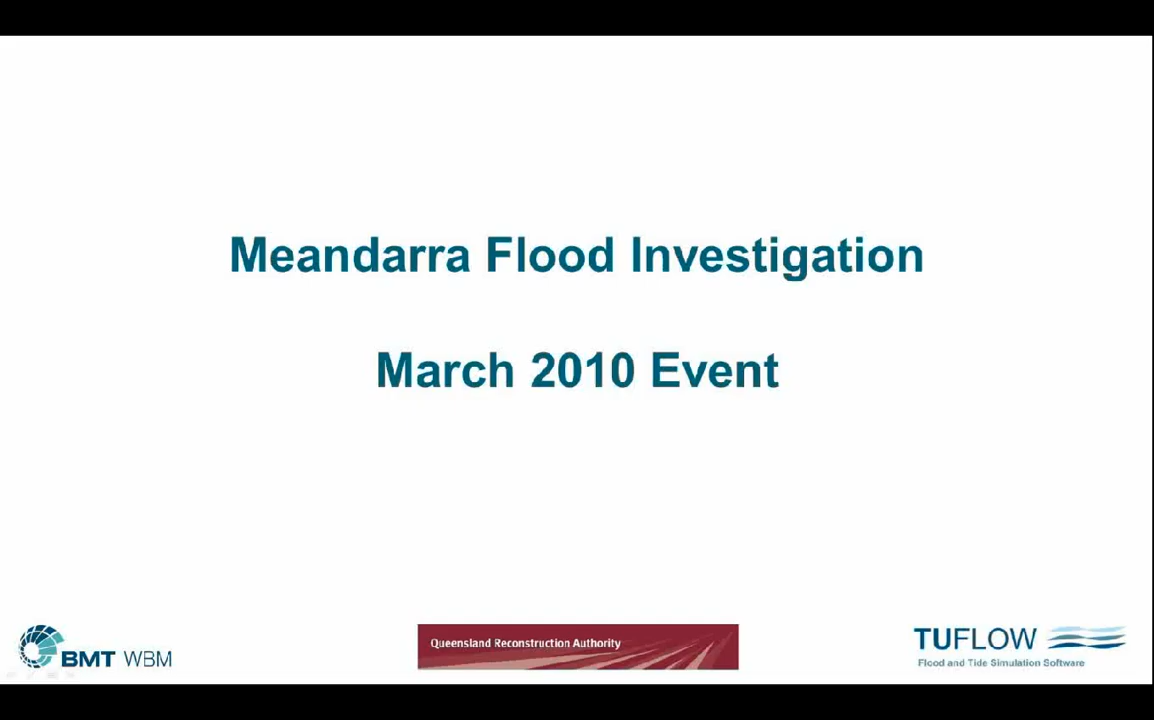 Meandarra Flood Investigation
March 2010 Event
BMT WBM
Queensland Reconstruction Authority
TUFLOW
Flood and Tide Simulation Software